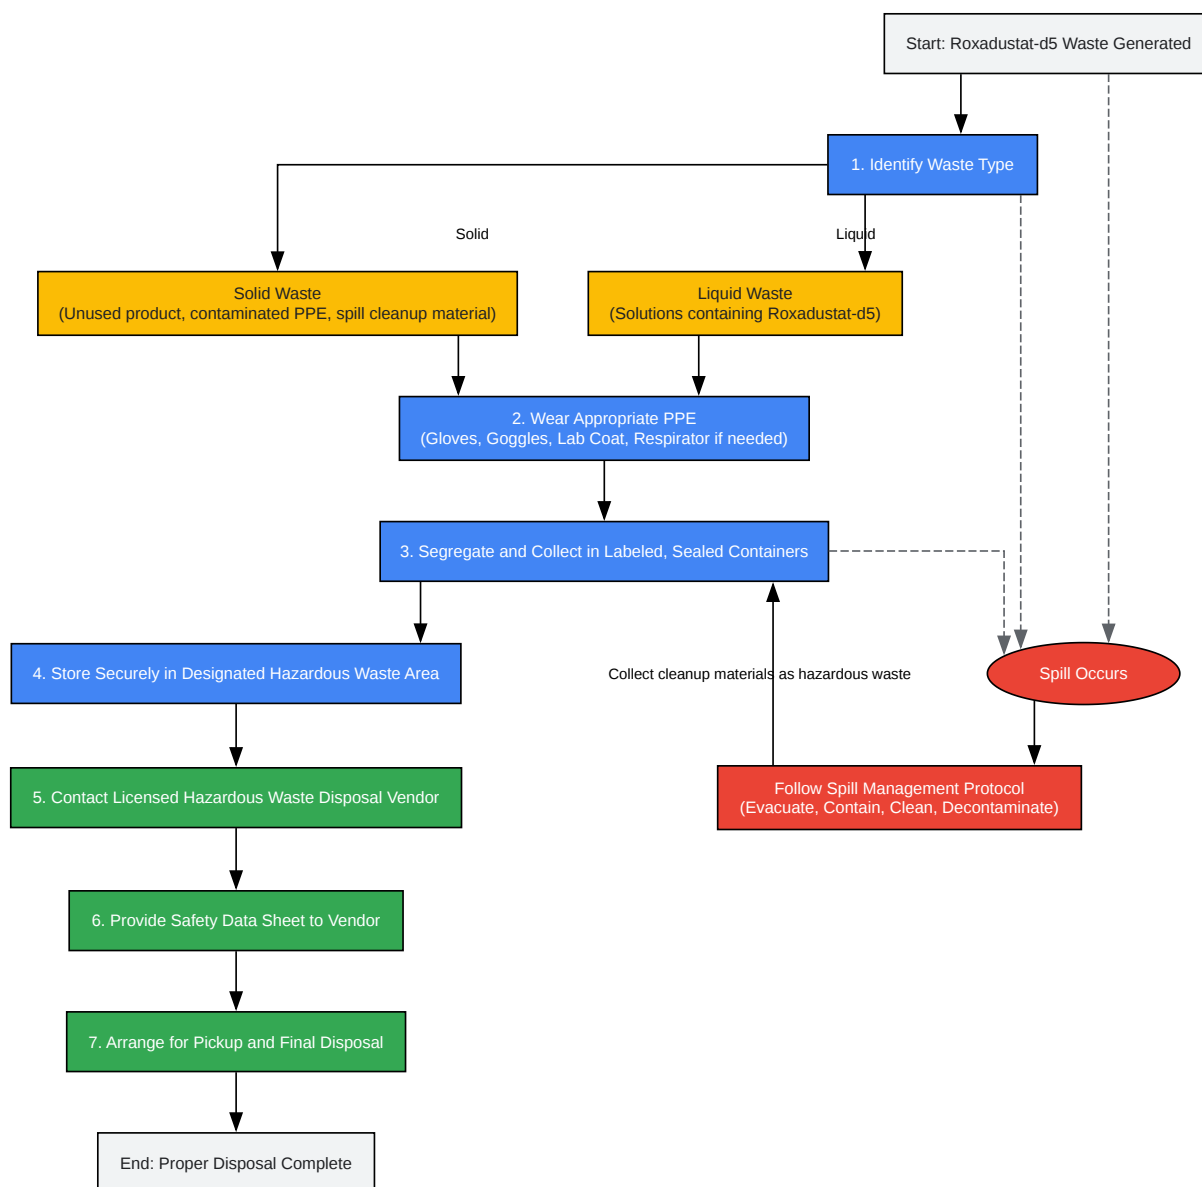 Start: Roxadustat-d5 Waste Generated
1. Identify Waste Type
Solid
Liquid
Solid Waste
(Unused product, contaminated PPE, spill cleanup material)
Liquid Waste
(Solutions containing Roxadustat-d5)
2. Wear Appropriate PPE
(Gloves, Goggles, Lab Coat, Respirator if needed)
3. Segregate and Collect in Labeled, Sealed Containers
4. Store Securely in Designated Hazardous Waste Area
Collect cleanup materials as hazardous waste
Spill Occurs
5. Contact Licensed Hazardous Waste Disposal Vendor
Follow Spill Management Protocol
(Evacuate, Contain, Clean, Decontaminate)
6. Provide Safety Data Sheet to Vendor
7. Arrange for Pickup and Final Disposal
End: Proper Disposal Complete